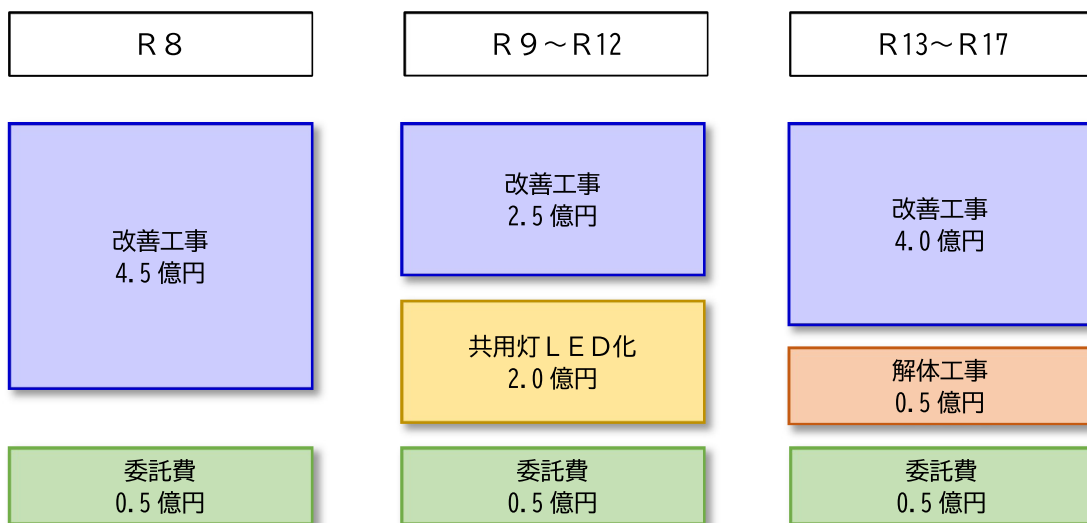 R８
R９～R12
R13～R17
改善工事
4.5億円
改善工事
2.5億円
共用灯ＬＥＤ化
2.0億円
改善工事
4.0億円
解体工事
0.5億円
委託費
0.5億円
委託費
0.5億円
委託費
0.5億円